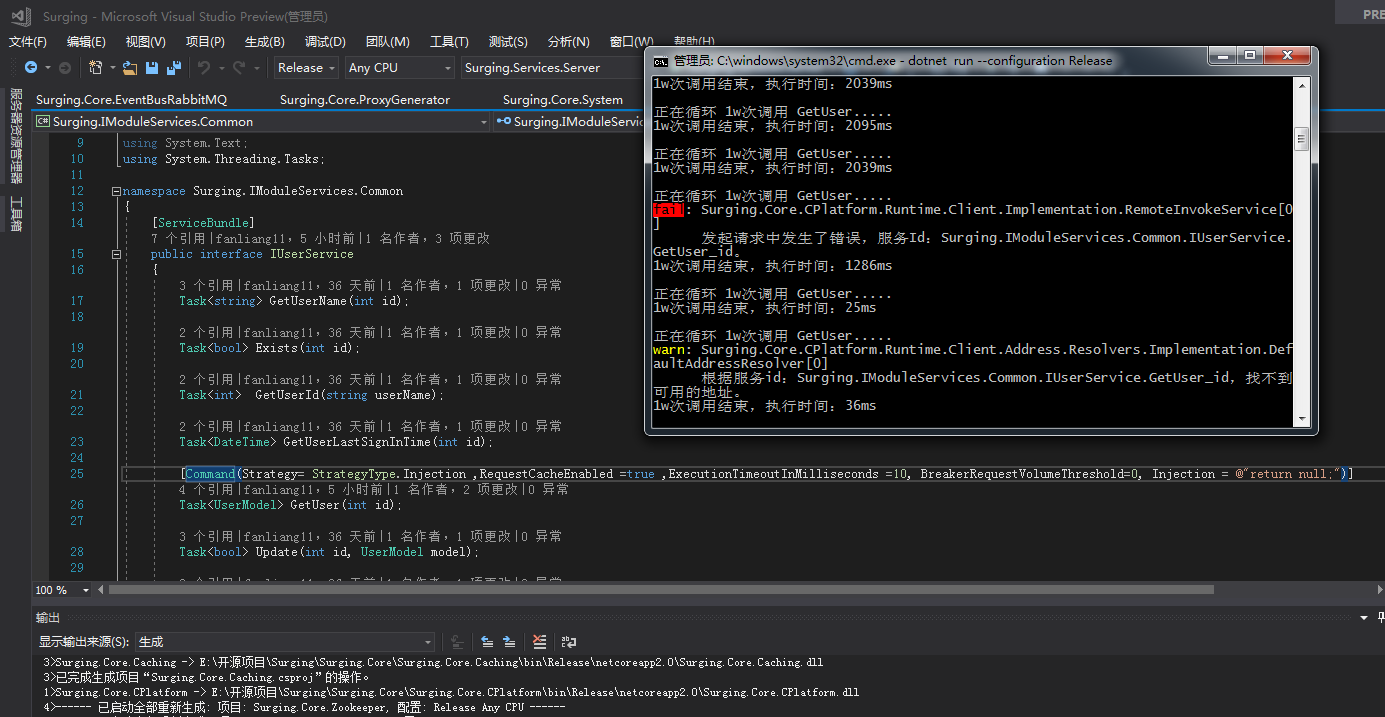 Surging - Microsoft Visual Studio Preview(管理员)
PRE
文件(F) 编辑(E) 视图(V) 项目(P) 生成(B) 调试(D) 团队(M) 工具(T) 测试(S) 分析(N) 窗口(W) 帮助(H)
Release Any CPU Surging.Services.Server
服务器资源管理器
工具箱
Surging.Core.EventBusRabbitMQ Surging.Core.ProxyGenerator Surging.Core.System
C# Surging.IModuleServices.Common Surging.IModuleServic
9 using System.Text;
10 using System.Threading.Tasks;
11
12 namespace Surging.IModuleServices.Common
13 {
14 [ServiceBundle]
7 个引用|fanliang11，5 小时前|1 名作者，3 项更改
15 public interface IUserService
16 {
3 个引用|fanliang11，36 天前|1 名作者，1 项更改|0 异常
17 Task<string> GetUserName(int id);
18
2 个引用|fanliang11，36 天前|1 名作者，1 项更改|0 异常
19 Task<bool> Exists(int id);
20
2 个引用|fanliang11，36 天前|1 名作者，1 项更改|0 异常
21 Task<int>  GetUserId(string userName);
22
2 个引用|fanliang11，36 天前|1 名作者，1 项更改|0 异常
23 Task<DateTime> GetUserLastSignInTime(int id);
24
25 [Command(Strategy= StrategyType.Injection ,RequestCacheEnabled =true ,ExecutionTimeoutInMilliseconds =10, BreakerRequestVolumeThreshold=0, Injection = @"return null;")]
4 个引用|fanliang11，5 小时前|1 名作者，2 项更改|0 异常
26 Task<UserModel> GetUser(int id);
27
3 个引用|fanliang11，36 天前|1 名作者，1 项更改|0 异常
28 Task<bool> Update(int id, UserModel model);
29
管理员: C:\windows\system32\cmd.exe - dotnet  run --configuration Release
1w次调用结束，执行时间：2039ms
正在循环 1w次调用 GetUser.....
1w次调用结束，执行时间：2095ms
正在循环 1w次调用 GetUser.....
1w次调用结束，执行时间：2039ms
正在循环 1w次调用 GetUser.....
fail: Surging.Core.CPlatform.Runtime.Client.Implementation.RemoteInvokeService[0
]
发起请求中发生了错误，服务Id：Surging.IModuleServices.Common.IUserService.
GetUser_id。
1w次调用结束，执行时间：1286ms
正在循环 1w次调用 GetUser.....
1w次调用结束，执行时间：25ms
正在循环 1w次调用 GetUser.....
warn: Surging.Core.CPlatform.Runtime.Client.Address.Resolvers.Implementation.Def
aultAddressResolver[0]
根据服务id：Surging.IModuleServices.Common.IUserService.GetUser_id，找不到
可用的地址。
1w次调用结束，执行时间：36ms
100 %
输出
显示输出来源(S): 生成
3>Surging.Core.Caching -> E:\开源项目\Surging\Surging.Core\Surging.Core.Caching\bin\Release\netcoreapp2.0\Surging.Core.Caching.dll
3>已完成生成项目“Surging.Core.Caching.csproj”的操作。
1>Surging.Core.CPlatform -> E:\开源项目\Surging\Surging.Core\Surging.Core.CPlatform\bin\Release\netcoreapp2.0\Surging.Core.CPlatform.dll
4>------ 已启动全部重新生成: 项目: Surging.Core.Zookeeper, 配置: Release Any CPU ------